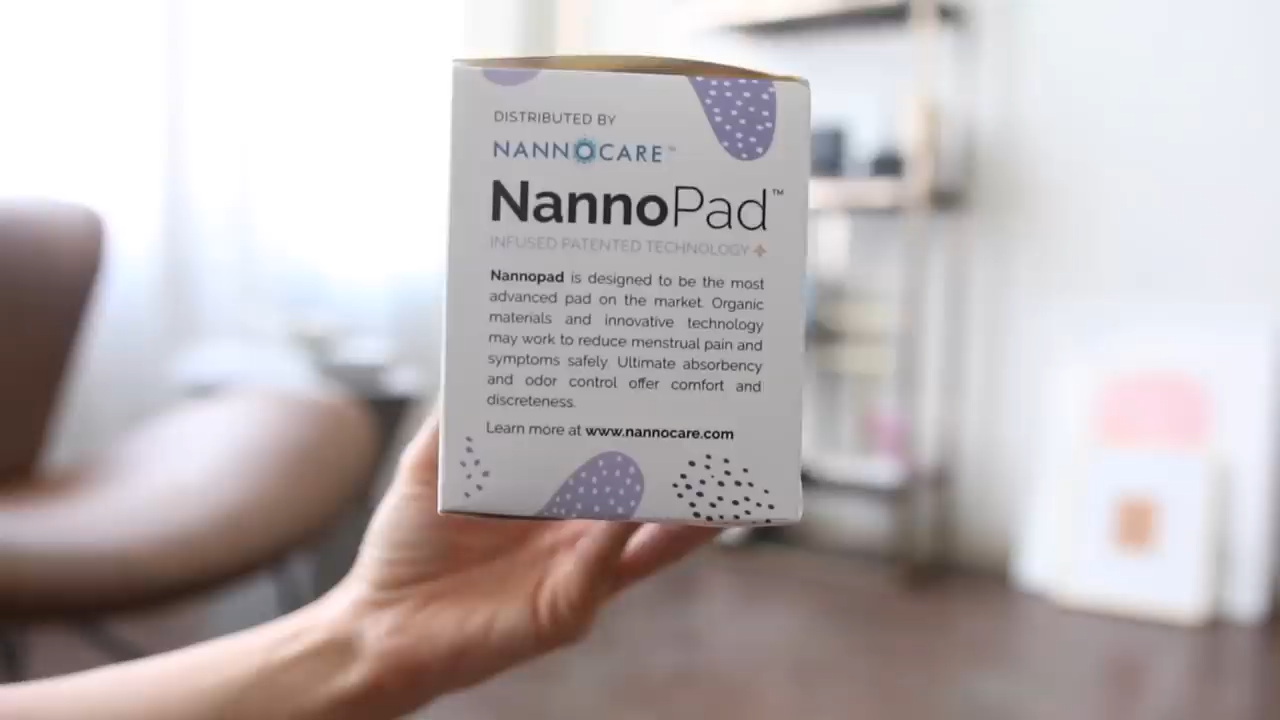 DISTRIBUTED BY
NANNOCARE™
NannoPad™
INFUSED PATENTED TECHNOLOGY
Nannopad is designed to be the most
advanced pad on the market. Organic
materials and innovative technology
may work to reduce menstrual pain and
symptoms safely. Ultimate absorbency
and odor control offer comfort and
discreteness.
Learn more at www.nannocare.com